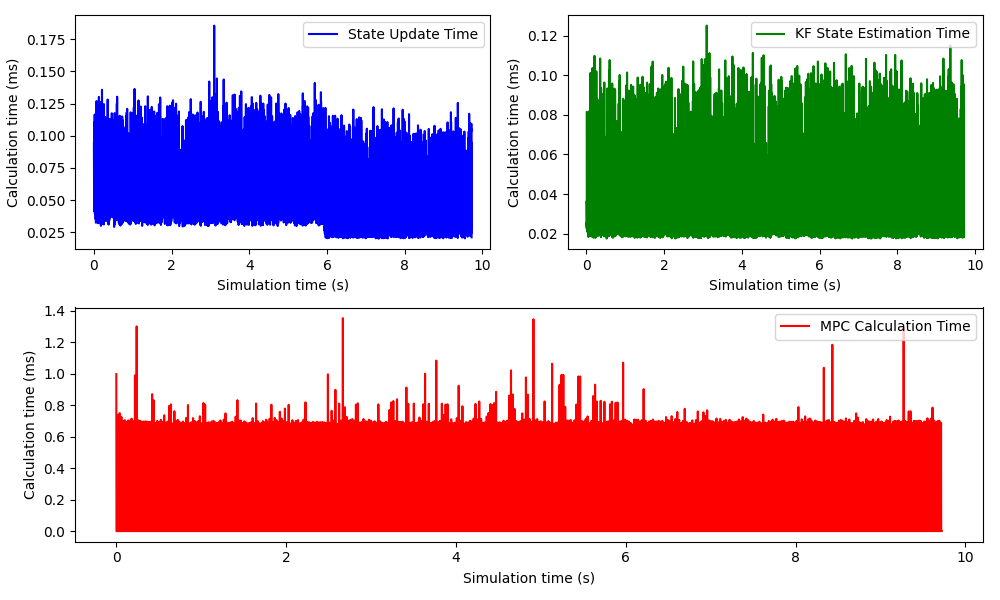 State Update Time
Calculation time (ms)
0.175
0.150
0.125
0.100
0.075
0.050
0.025
0 2 4 6 8 10
Simulation time (s)
KF State Estimation Time
Calculation time (ms)
0.12
0.10
0.08
0.06
0.04
0.02
0 2 4 6 8 10
Simulation time (s)
MPC Calculation Time
Calculation time (ms)
1.4
1.2
1.0
0.8
0.6
0.4
0.2
0.0
0 2 4 6 8 10
Simulation time (s)